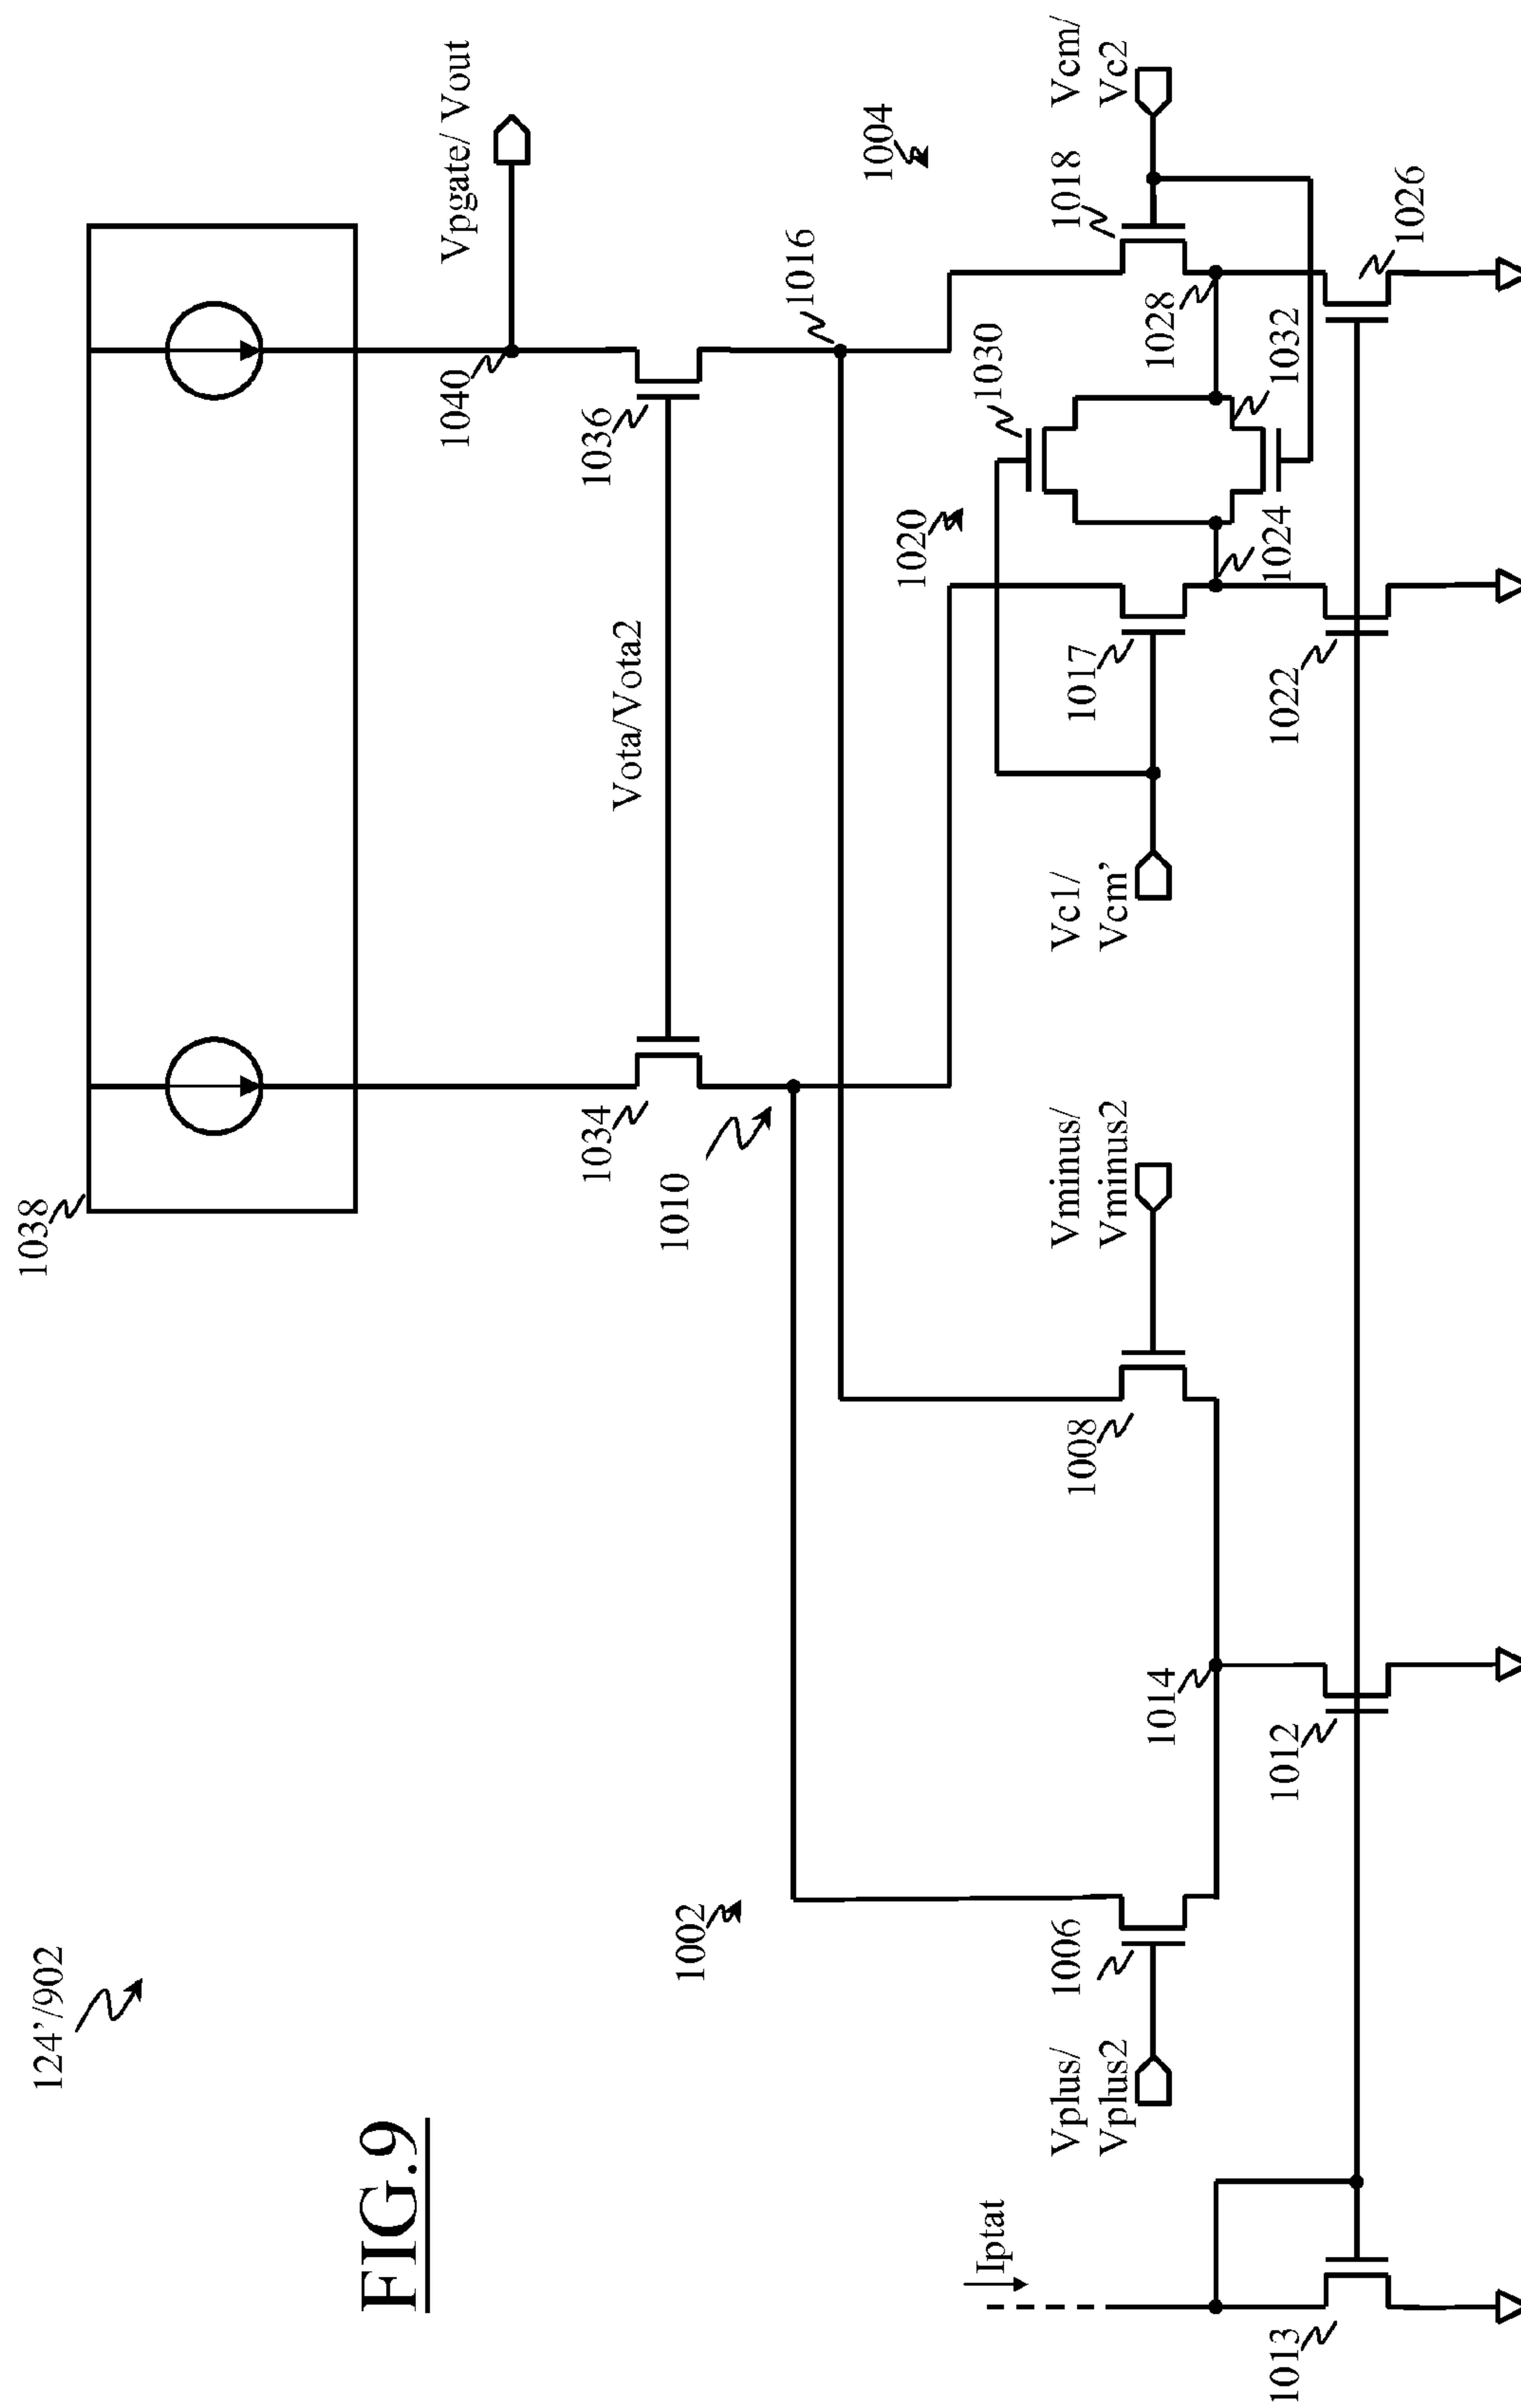 FIG.9
124'/902
1038
1040
Vpgate/ Vout
1034
Vota/Vota2
1036
1010
1016
1002
1004
1020
1030
Vplus/
Vplus2
1006
1008
Vminus/
Vminus2
Vc1/
Vcm'
1017
1018
Vcm/
Vc2
Iptat
1014
1024
1028
1032
1013
1012
1022
1026